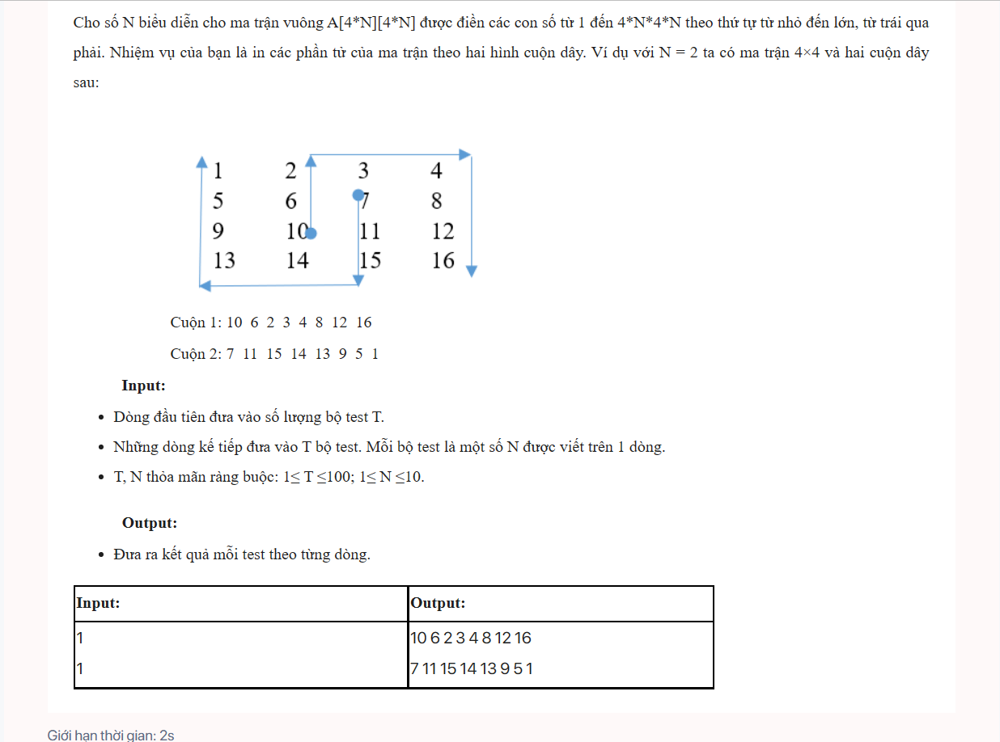 Cho số N biểu diễn cho ma trận vuông A[4*N][4*N] được điền các con số từ 1 đến 4*N*4*N theo thứ tự từ nhỏ đến lớn, từ trái qua
phải. Nhiệm vụ của bạn là in các phần tử của ma trận theo hai hình cuộn dây. Ví dụ với N = 2 ta có ma trận 4×4 và hai cuộn dây
sau:
1 2 3 4
5 6 7 8
9 10 11 12
13 14 15 16
Cuộn 1: 10 6 2 3 4 8 12 16
Cuộn 2: 7 11 15 14 13 9 5 1
Input:
• Dòng đầu tiên đưa vào số lượng bộ test T.
• Những dòng kế tiếp đưa vào T bộ test. Mỗi bộ test là một số N được viết trên 1 dòng.
• T, N thỏa mãn ràng buộc: 1≤ T ≤100; 1≤ N ≤10.
Output:
• Đưa ra kết quả mỗi test theo từng dòng.
Input: Output:
1 10 6 2 3 4 8 12 16
1 7 11 15 14 13 9 5 1
Giới hạn thời gian: 2s